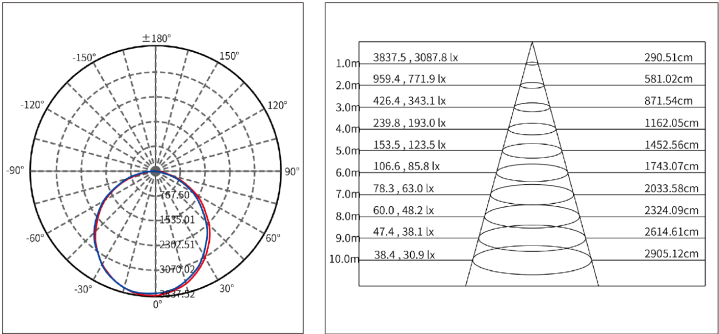 ±180°
-150°
150°
-120°
120°
-90°
90°
767.60
1535.01
-60°
60°
2302.51
3070.02
-30°
30°
3837.52
0°
3837.5 , 3087.8 lx 290.51cm
1.0m
959.4 , 771.9 lx 581.02cm
2.0m
426.4 , 343.1 lx 871.54cm
3.0m
239.8 , 193.0 lx 1162.05cm
4.0m
153.5 , 123.5 lx 1452.56cm
5.0m
106.6 , 85.8 lx 1743.07cm
6.0m
78.3 , 63.0 lx 2033.58cm
7.0m
60.0 , 48.2 lx 2324.09cm
8.0m
47.4 , 38.1 lx 2614.61cm
9.0m
38.4 , 30.9 lx 2905.12cm
10.0m